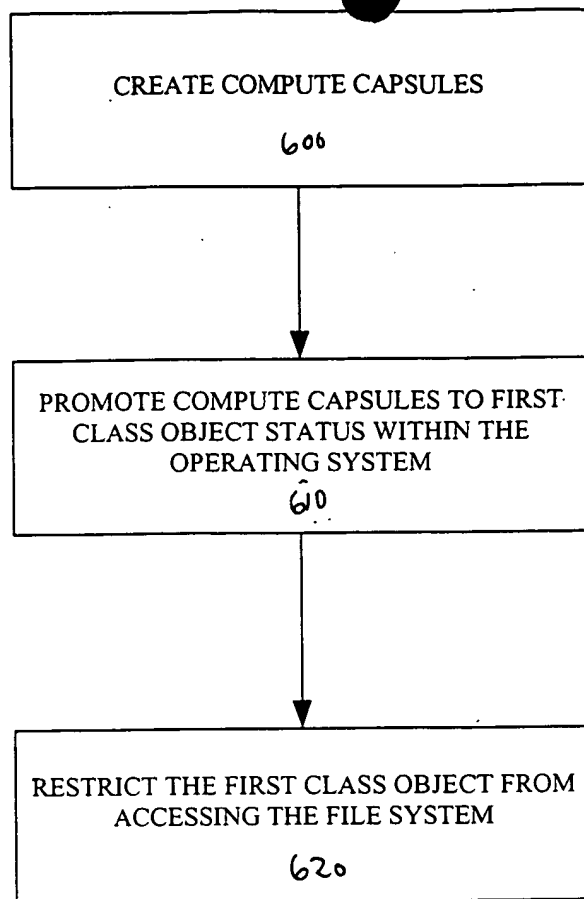 CREATE COMPUTE CAPSULES
600
PROMOTE COMPUTE CAPSULES TO FIRST
CLASS OBJECT STATUS WITHIN THE
OPERATING SYSTEM
610
RESTRICT THE FIRST CLASS OBJECT FROM
ACCESSING THE FILE SYSTEM
620